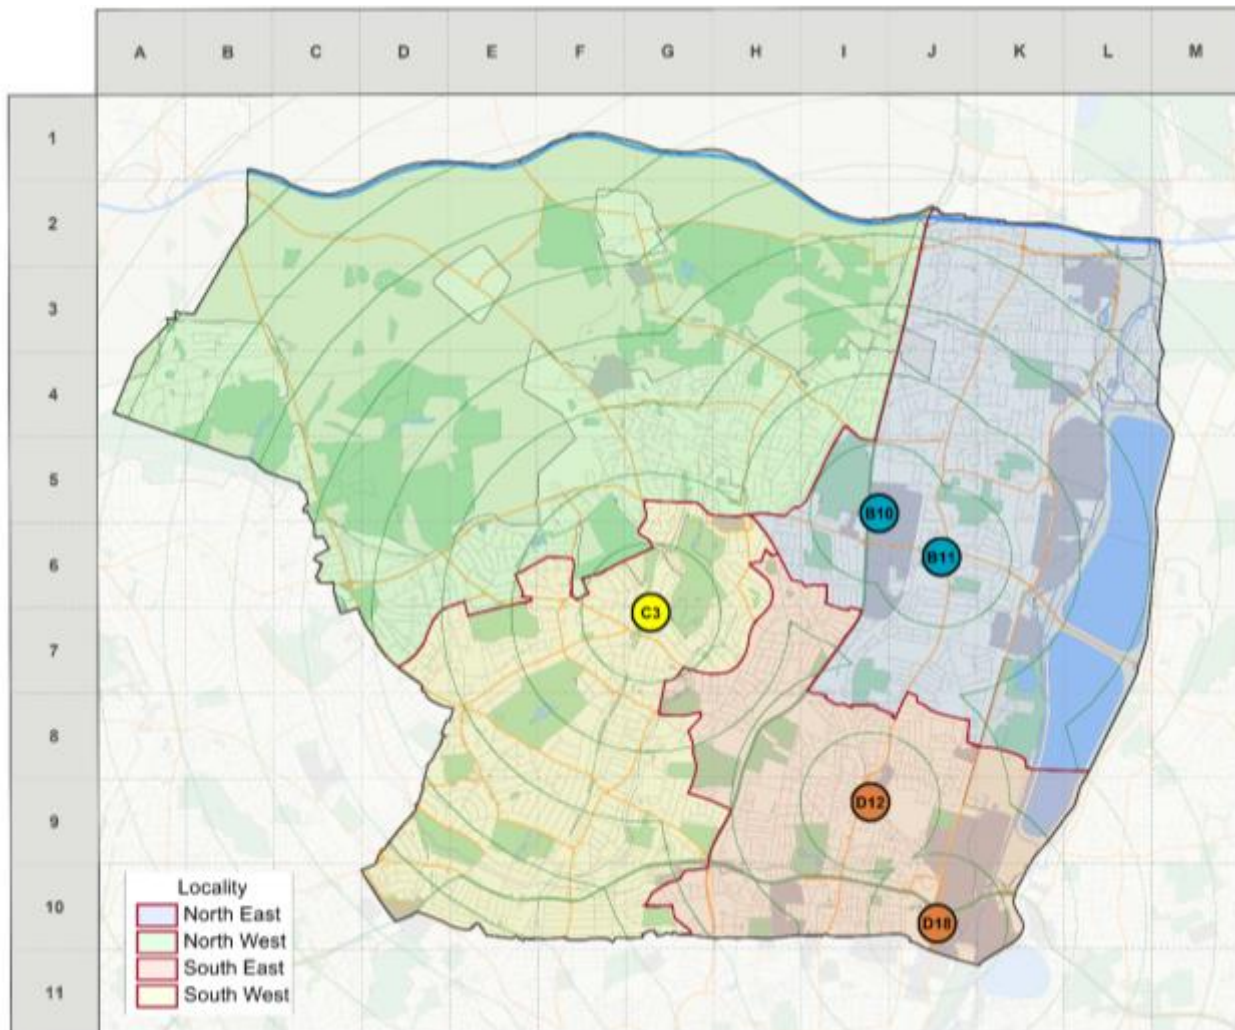 A B C D E F G H I J K L M
1
2
3
4
5
6
7
8
9
10
11
B10
B11
C3
D12
D18
Locality
North East
North West
South East
South West